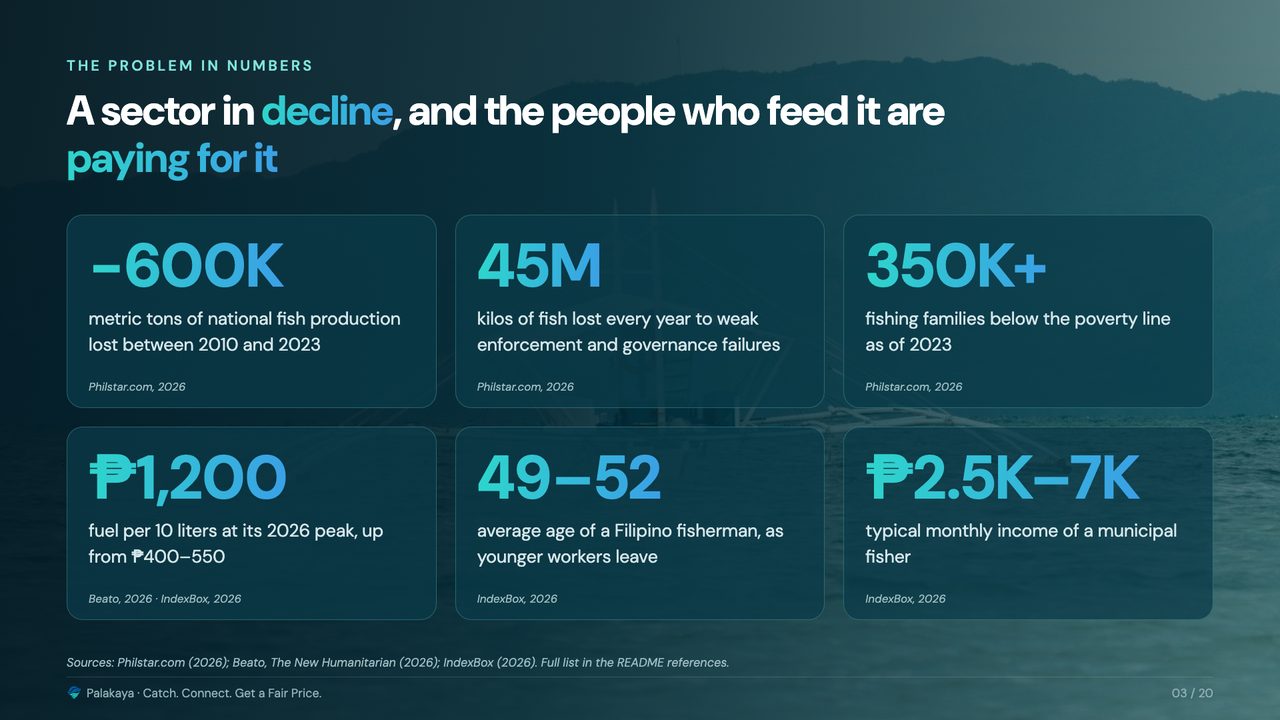 THE PROBLEM IN NUMBERS
A sector in decline, and the people who feed it are
paying for it
−600K
metric tons of national fish production
lost between 2010 and 2023
Philstar.com, 2026
45M
kilos of fish lost every year to weak
enforcement and governance failures
Philstar.com, 2026
350K+
fishing families below the poverty line
as of 2023
Philstar.com, 2026
₱1,200
fuel per 10 liters at its 2026 peak, up
from ₱400–550
Beato, 2026 · IndexBox, 2026
49–52
average age of a Filipino fisherman, as
younger workers leave
IndexBox, 2026
₱2.5K–7K
typical monthly income of a municipal
fisher
IndexBox, 2026
Sources: Philstar.com (2026); Beato, The New Humanitarian (2026); IndexBox (2026). Full list in the README references.
Palakaya · Catch. Connect. Get a Fair Price.
03 / 20